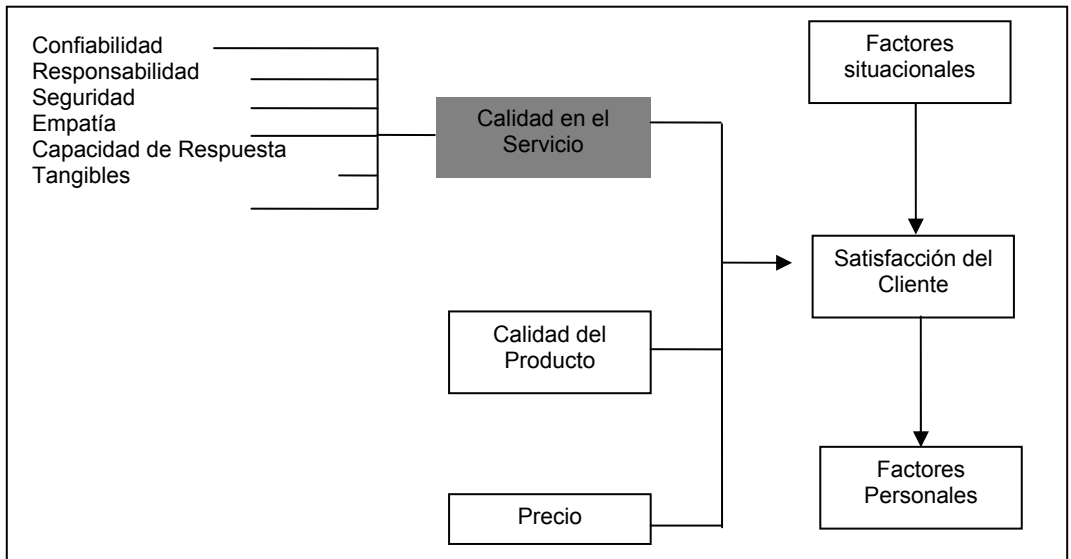 Confiabilidad
Responsabilidad
Seguridad
Empatía
Capacidad de Respuesta
Tangibles
Calidad en el
Servicio
Calidad del
Producto
Precio
Factores
situacionales
Satisfacción del
Cliente
Factores
Personales